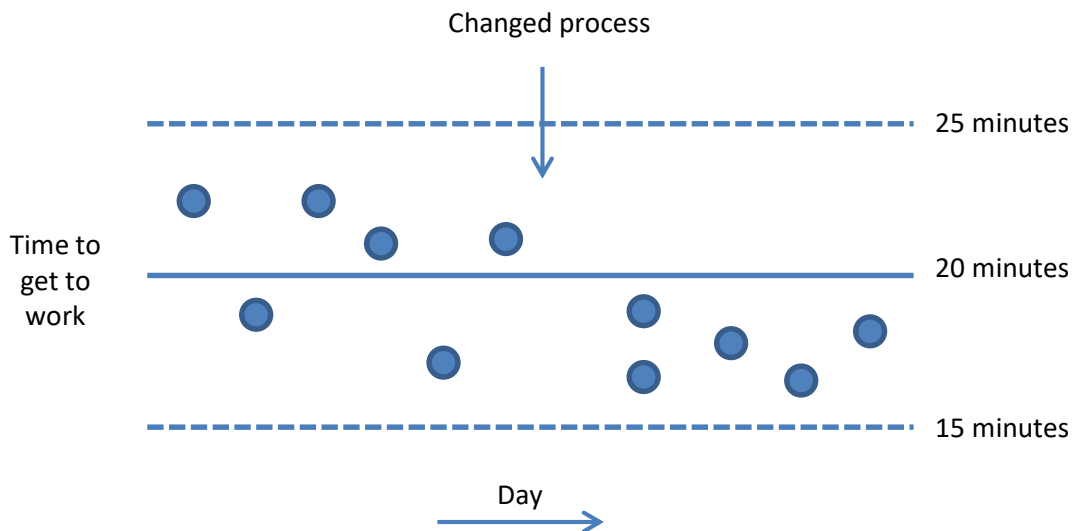 Changed process
25 minutes
Time to
get to
work
20 minutes
15 minutes
Day